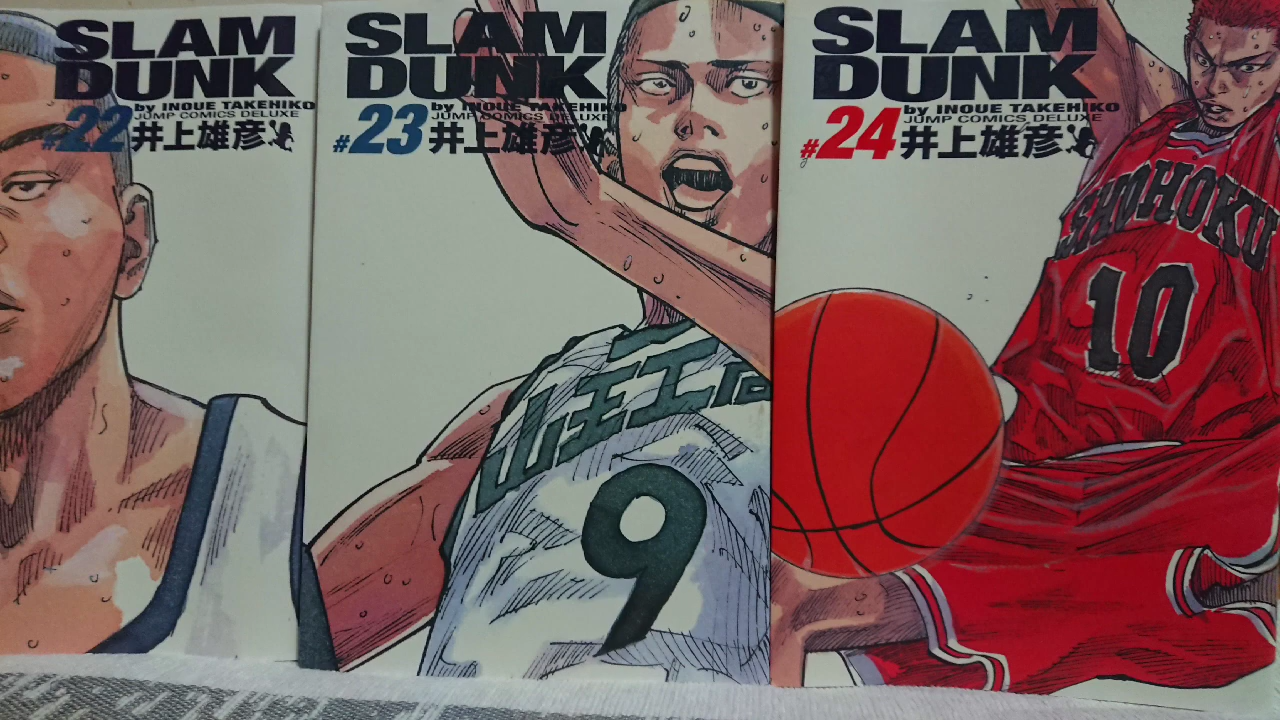 SLAM
DUNK
by INOUE TAKEHIKO
JUMP COMICS DELUXE
#22 井上雄彦
SLAM
DUNK
by INOUE TAKEHIKO
JUMP COMICS DELUXE
#23 井上雄彦
山王工
9
SLAM
DUNK
by INOUE TAKEHIKO
JUMP COMICS DELUXE
#24 井上雄彦
SHOHOKU
10